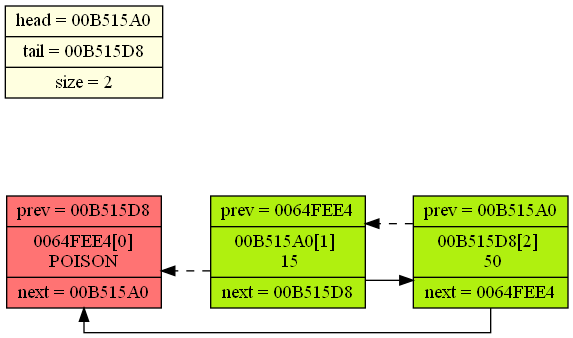 head = 00B515A0
tail = 00B515D8
size = 2
prev = 00B515D8
0064FEE4[0]
POISON
next = 00B515A0
prev = 0064FEE4
00B515A0[1]
15
next = 00B515D8
prev = 00B515A0
00B515D8[2]
50
next = 0064FEE4